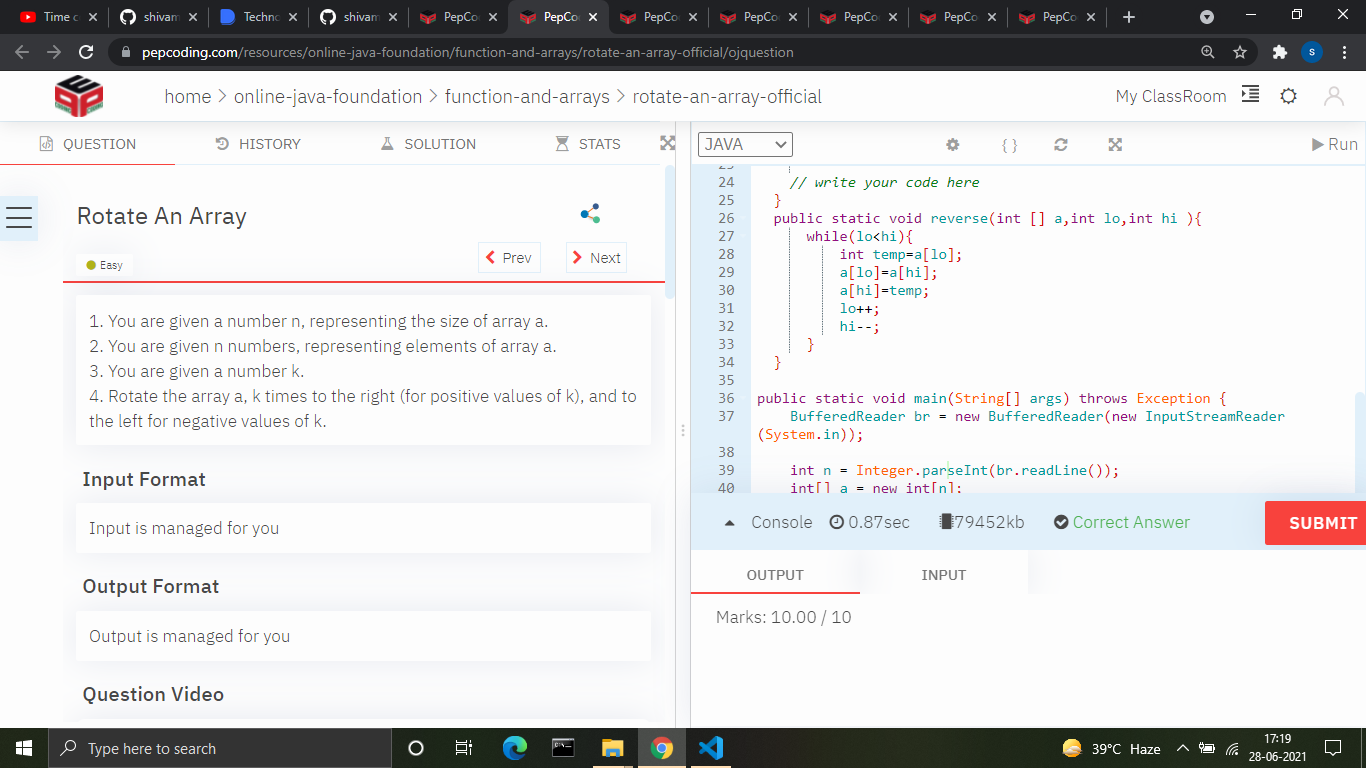 Time c
shivam
Techno
shivam
PepCo
PepCo
PepCo
PepCo
PepCo
PepCo
PepCo
pepcoding.com/resources/online-java-foundation/function-and-arrays/rotate-an-array-official/ojquestion
S
home > online-java-foundation > function-and-arrays > rotate-an-array-official
My ClassRoom
QUESTION
HISTORY
SOLUTION
STATS
Rotate An Array
Prev
Next
Easy
1. You are given a number n, representing the size of array a.
2. You are given n numbers, representing elements of array a.
3. You are given a number k.
4. Rotate the array a, k times to the right (for positive values of k), and to
the left for negative values of k.
Input Format
Input is managed for you
Output Format
Output is managed for you
Question Video
JAVA
{ }
Run
23
24 // write your code here
25 }
26 public static void reverse(int [] a,int lo,int hi ){
27 while(lo<hi){
28 int temp=a[lo];
29 a[lo]=a[hi];
30 a[hi]=temp;
31 lo++;
32 hi--;
33 }
34 }
35
36 public static void main(String[] args) throws Exception {
37 BufferedReader br = new BufferedReader(new InputStreamReader
(System.in));
38
39 int n = Integer.parseInt(br.readLine());
40 int[] a = new int[n];
Console
0.87sec
79452kb
Correct Answer
SUBMIT
OUTPUT
INPUT
Marks: 10.00 / 10
Type here to search
39°C Haze
17:19
28-06-2021